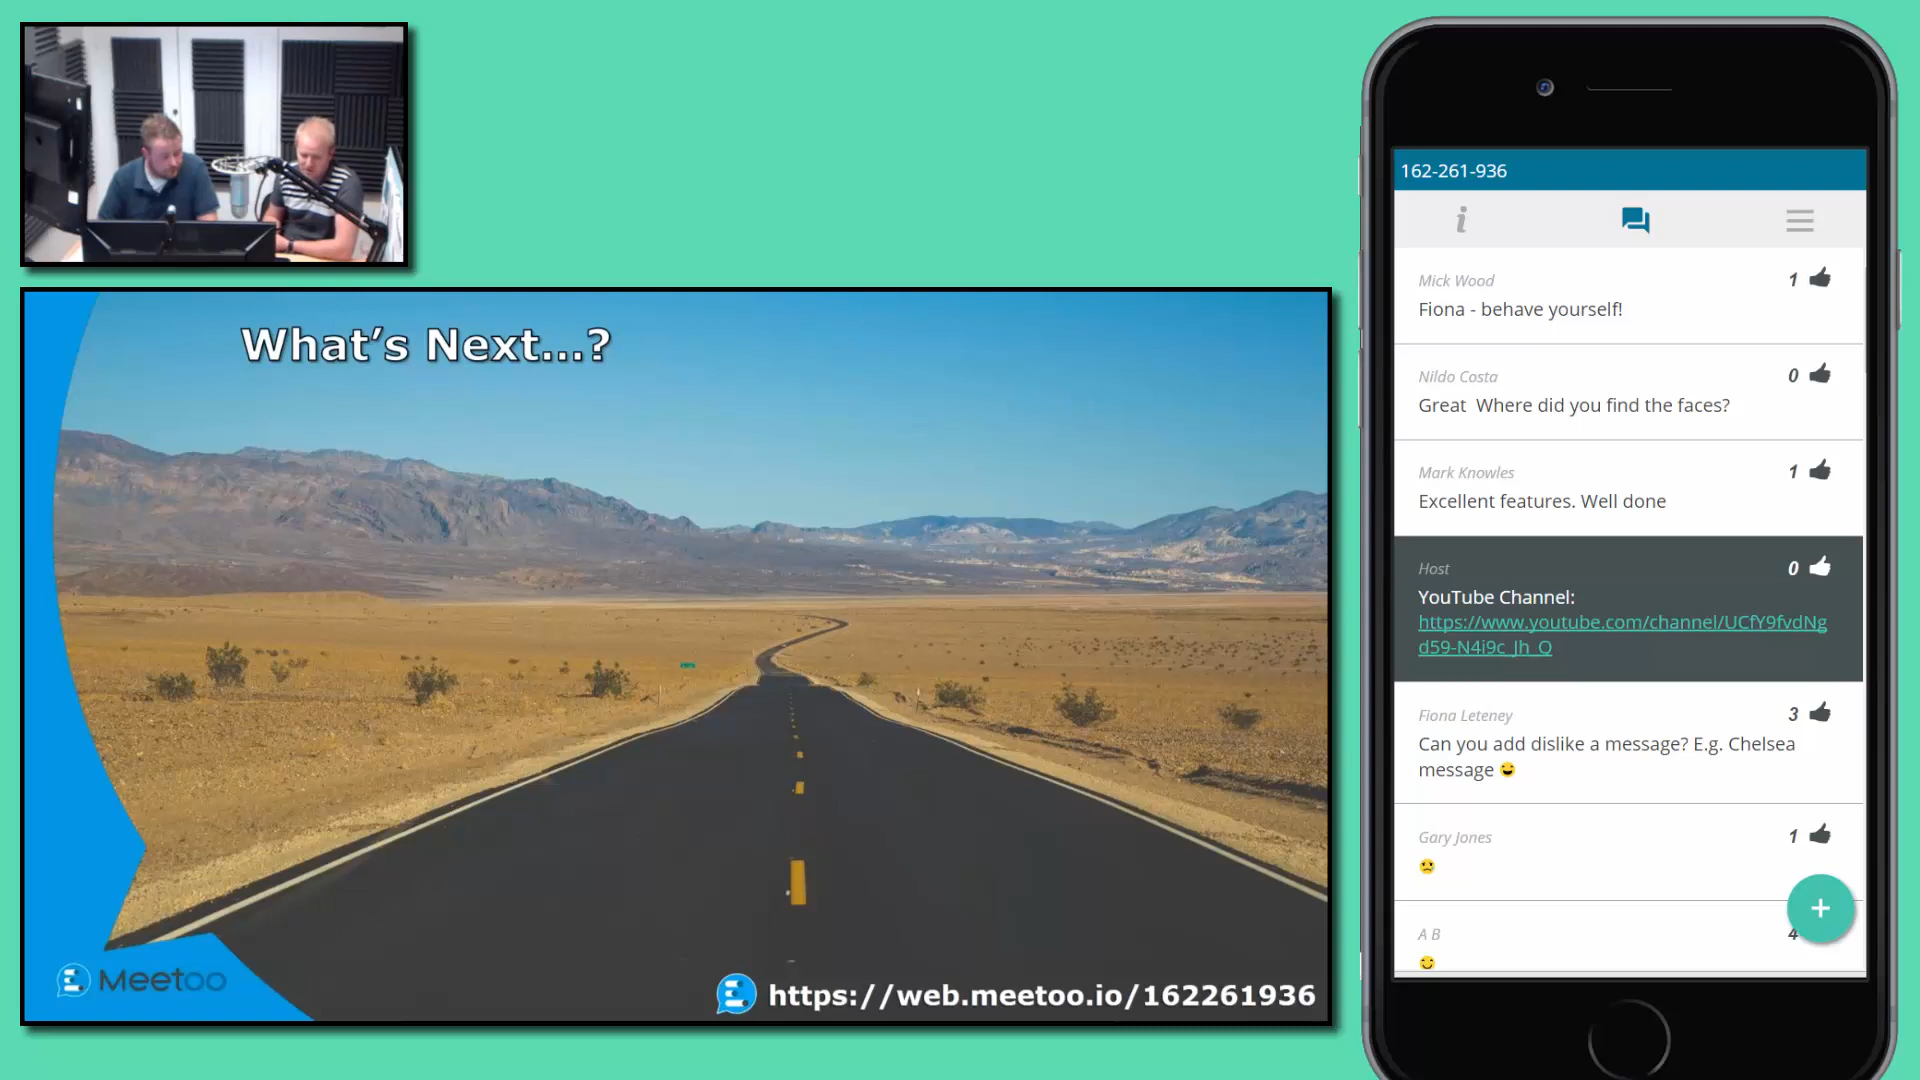 What's Next...?
Meetoo
https://web.meetoo.io/162261936
162-261-936
i
Mick Wood
1
Fiona - behave yourself!
Nildo Costa
0
Great  Where did you find the faces?
Mark Knowles
1
Excellent features. Well done
Host
0
YouTube Channel:
https://www.youtube.com/channel/UCfY9fvdNg
d59-N4i9c_Jh_Q
Fiona Leteney
3
Can you add dislike a message? E.g. Chelsea
message 😀
Gary Jones
1
A B
4
+